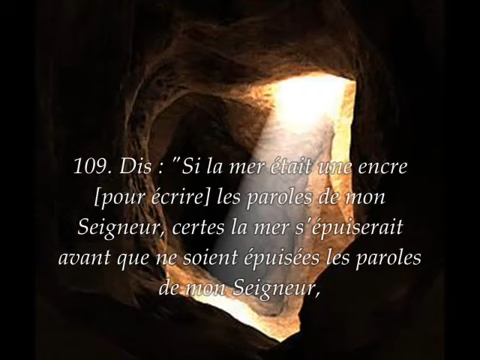 109. Dis : "Si la mer était une encre
[pour écrire] les paroles de mon
Seigneur, certes la mer s'épuiserait
avant que ne soient épuisées les paroles
de mon Seigneur,